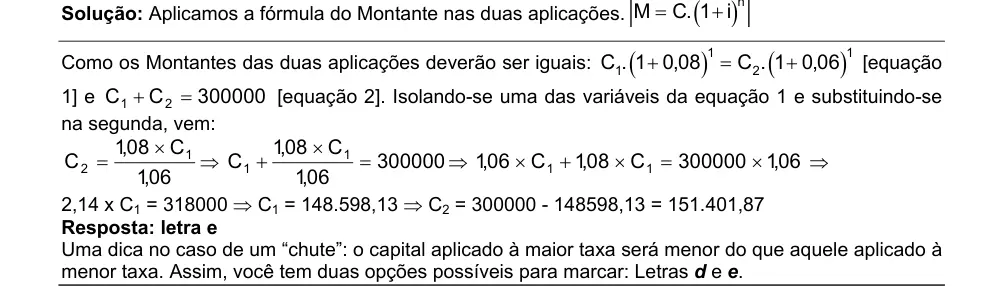 Solução: Aplicamos a fórmula do Montante nas duas aplicações. |M = C.(1+i)ⁿ|
Como os Montantes das duas aplicações deverão ser iguais: C₁.(1+0,08)¹ = C₂.(1+0,06)¹ [equação
1] e C₁ + C₂ = 300000 [equação 2]. Isolando-se uma das variáveis da equação 1 e substituindo-se
na segunda, vem:
C₂ = (1,08 × C₁)/1,06 ⇒ C₁ + (1,08 × C₁)/1,06 = 300000 ⇒ 1,06 × C₁ + 1,08 × C₁ = 300000 × 1,06 ⇒
2,14 x C₁ = 318000 ⇒ C₁ = 148.598,13 ⇒ C₂ = 300000 - 148598,13 = 151.401,87
Resposta: letra e
Uma dica no caso de um “chute”: o capital aplicado à maior taxa será menor do que aquele aplicado à
menor taxa. Assim, você tem duas opções possíveis para marcar: Letras d e e.